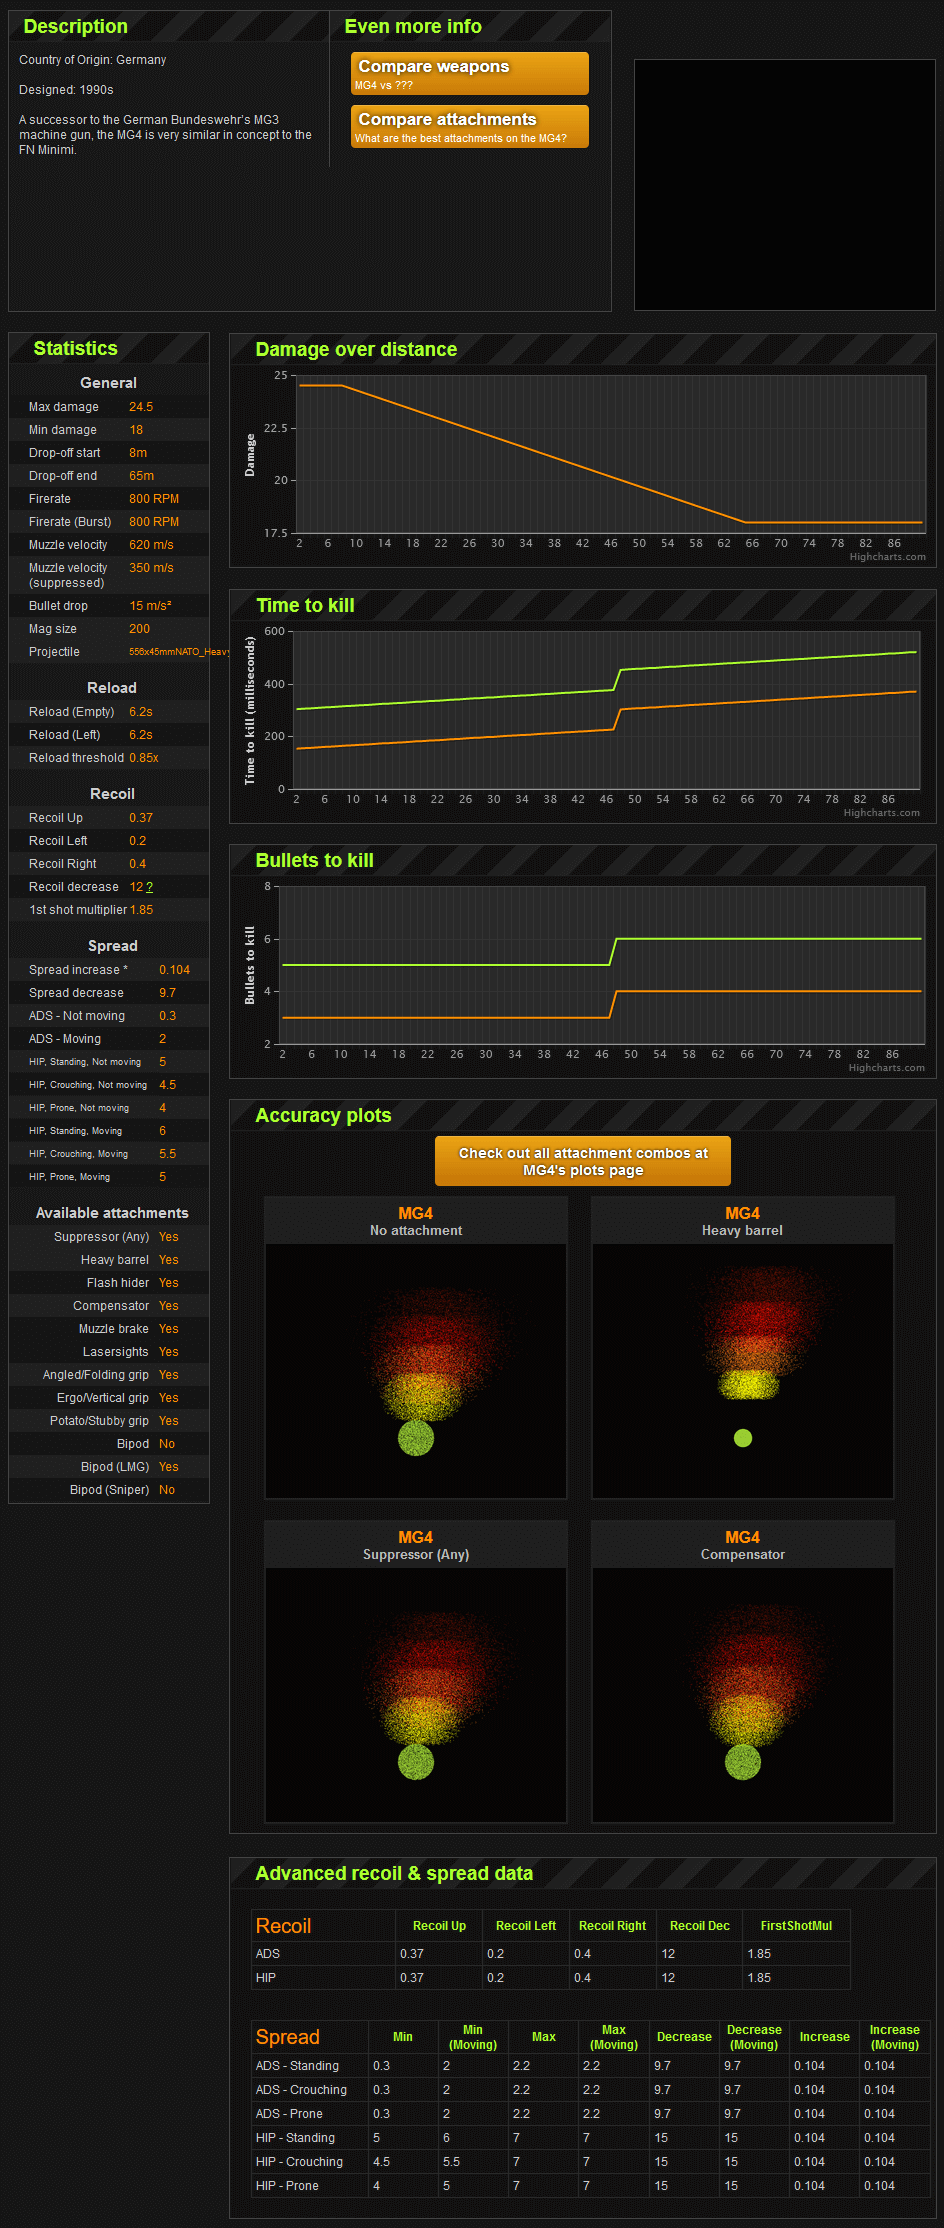 Description
Country of Origin: Germany
Designed: 1990s
A successor to the German Bundeswehr's MG3
machine gun, the MG4 is very similar in concept to the
FN Minimi.
Even more info
Compare weapons
MG4 vs ???
Compare attachments
What are the best attachments on the MG4?
Statistics
General
Max damage 24.5
Min damage 18
Drop-off start 8m
Drop-off end 65m
Firerate 800 RPM
Firerate (Burst) 800 RPM
Muzzle velocity 620 m/s
Muzzle velocity 350 m/s
(suppressed)
Bullet drop 15 m/s²
Mag size 200
Projectile 556x45mmNATO_Heavy
Reload
Reload (Empty) 6.2s
Reload (Left) 6.2s
Reload threshold 0.85x
Recoil
Recoil Up 0.37
Recoil Left 0.2
Recoil Right 0.4
Recoil decrease 12 ?
1st shot multiplier 1.85
Spread
Spread increase * 0.104
Spread decrease 9.7
ADS - Not moving 0.3
ADS - Moving 2
HIP, Standing, Not moving 5
HIP, Crouching, Not moving 4.5
HIP, Prone, Not moving 4
HIP, Standing, Moving 6
HIP, Crouching, Moving 5.5
HIP, Prone, Moving 5
Available attachments
Suppressor (Any) Yes
Heavy barrel Yes
Flash hider Yes
Compensator Yes
Muzzle brake Yes
Lasersights Yes
Angled/Folding grip Yes
Ergo/Vertical grip Yes
Potato/Stubby grip Yes
Bipod No
Bipod (LMG) Yes
Bipod (Sniper) No
Damage over distance
Damage
25
22.5
20
17.5
2 6 10 14 18 22 26 30 34 38 42 46 50 54 58 62 66 70 74 78 82 86
Highcharts.com
Time to kill
Time to kill (milliseconds)
600
400
200
0
2 6 10 14 18 22 26 30 34 38 42 46 50 54 58 62 66 70 74 78 82 86
Highcharts.com
Bullets to kill
Bullets to kill
8
6
4
2
2 6 10 14 18 22 26 30 34 38 42 46 50 54 58 62 66 70 74 78 82 86
Highcharts.com
Accuracy plots
Check out all attachment combos at
MG4's plots page
MG4
No attachment
MG4
Heavy barrel
MG4
Suppressor (Any)
MG4
Compensator
Advanced recoil & spread data
Recoil Recoil Up Recoil Left Recoil Right Recoil Dec FirstShotMul
ADS 0.37 0.2 0.4 12 1.85
HIP 0.37 0.2 0.4 12 1.85
Spread Min Min (Moving) Max Max (Moving) Decrease Decrease (Moving) Increase Increase (Moving)
ADS - Standing 0.3 2 2.2 2.2 9.7 9.7 0.104 0.104
ADS - Crouching 0.3 2 2.2 2.2 9.7 9.7 0.104 0.104
ADS - Prone 0.3 2 2.2 2.2 9.7 9.7 0.104 0.104
HIP - Standing 5 6 7 7 15 15 0.104 0.104
HIP - Crouching 4.5 5.5 7 7 15 15 0.104 0.104
HIP - Prone 4 5 7 7 15 15 0.104 0.104